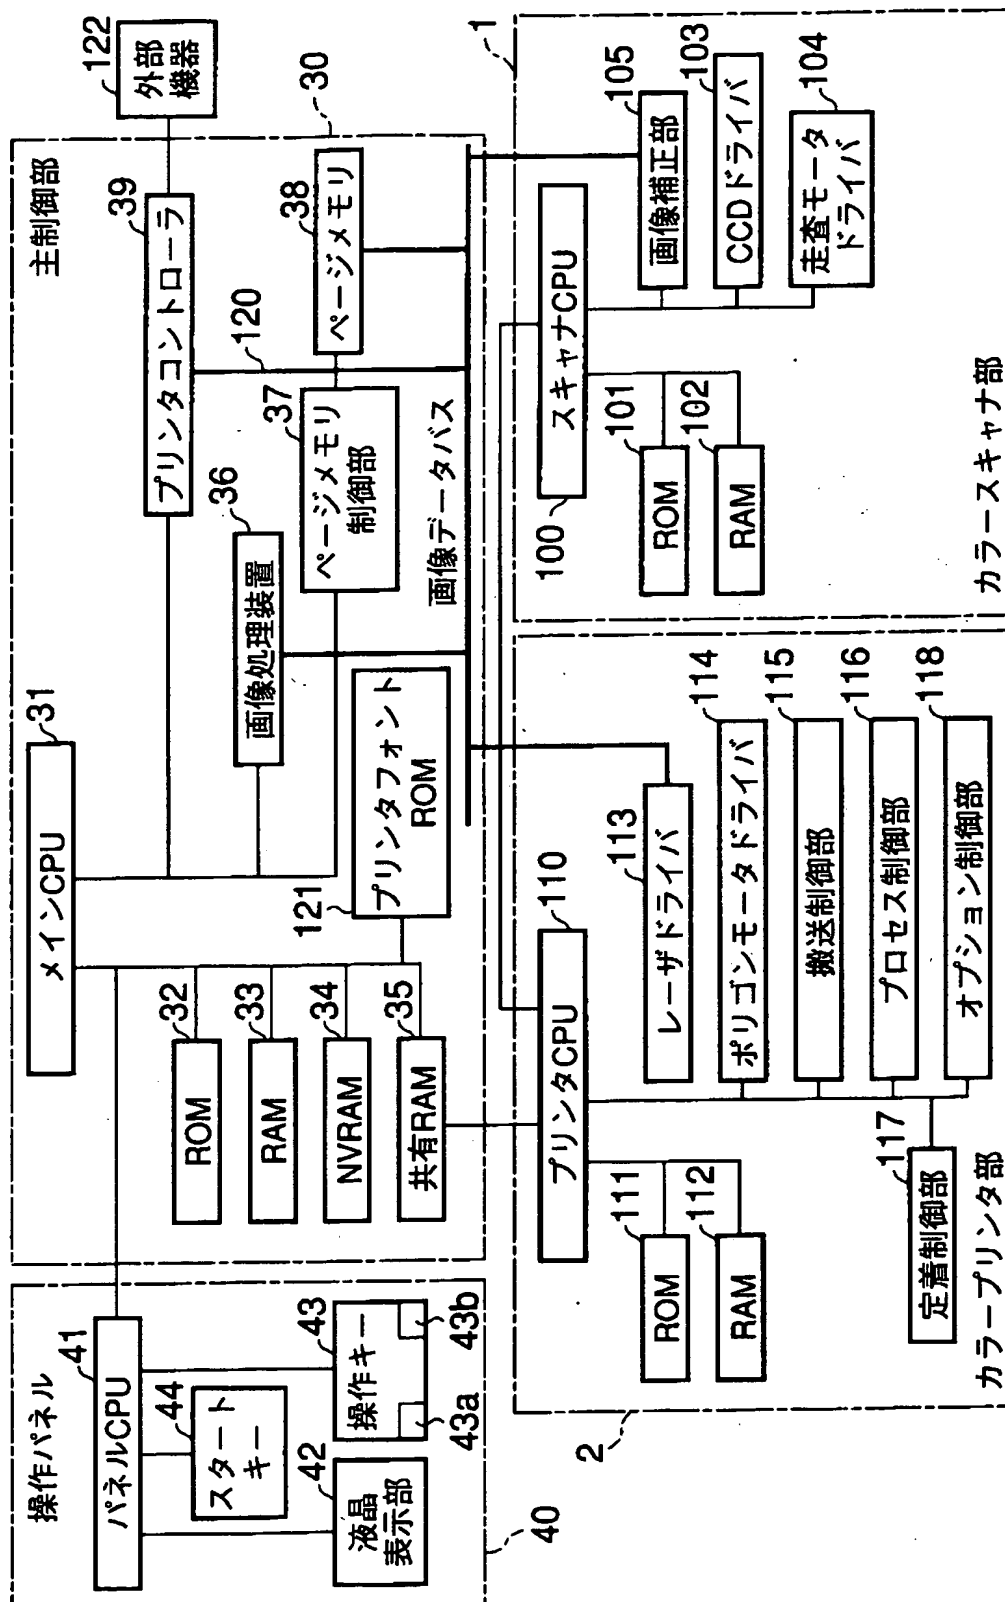 操作パネル
パネルCPU
41
スタート
キー
44
液晶
表示部
42
操作キー
43
43a
43b
40
主制御部
30
メインCPU
31
ROM
32
RAM
33
NVRAM
34
共有RAM
35
プリンタフォント
ROM
121
画像処理装置
36
ページメモリ
制御部
37
ページメモリ
38
プリンタコントローラ
39
120
画像データバス
外部
機器
122
カラープリンタ部
2
プリンタCPU
110
ROM
111
RAM
112
レーザドライバ
113
ポリゴンモータドライバ
114
搬送制御部
115
プロセス制御部
116
定着制御部
117
オプション制御部
118
カラースキャナ部
1
スキャナCPU
100
ROM
101
RAM
102
画像補正部
105
CCDドライバ
103
走査モータ
ドライバ
104